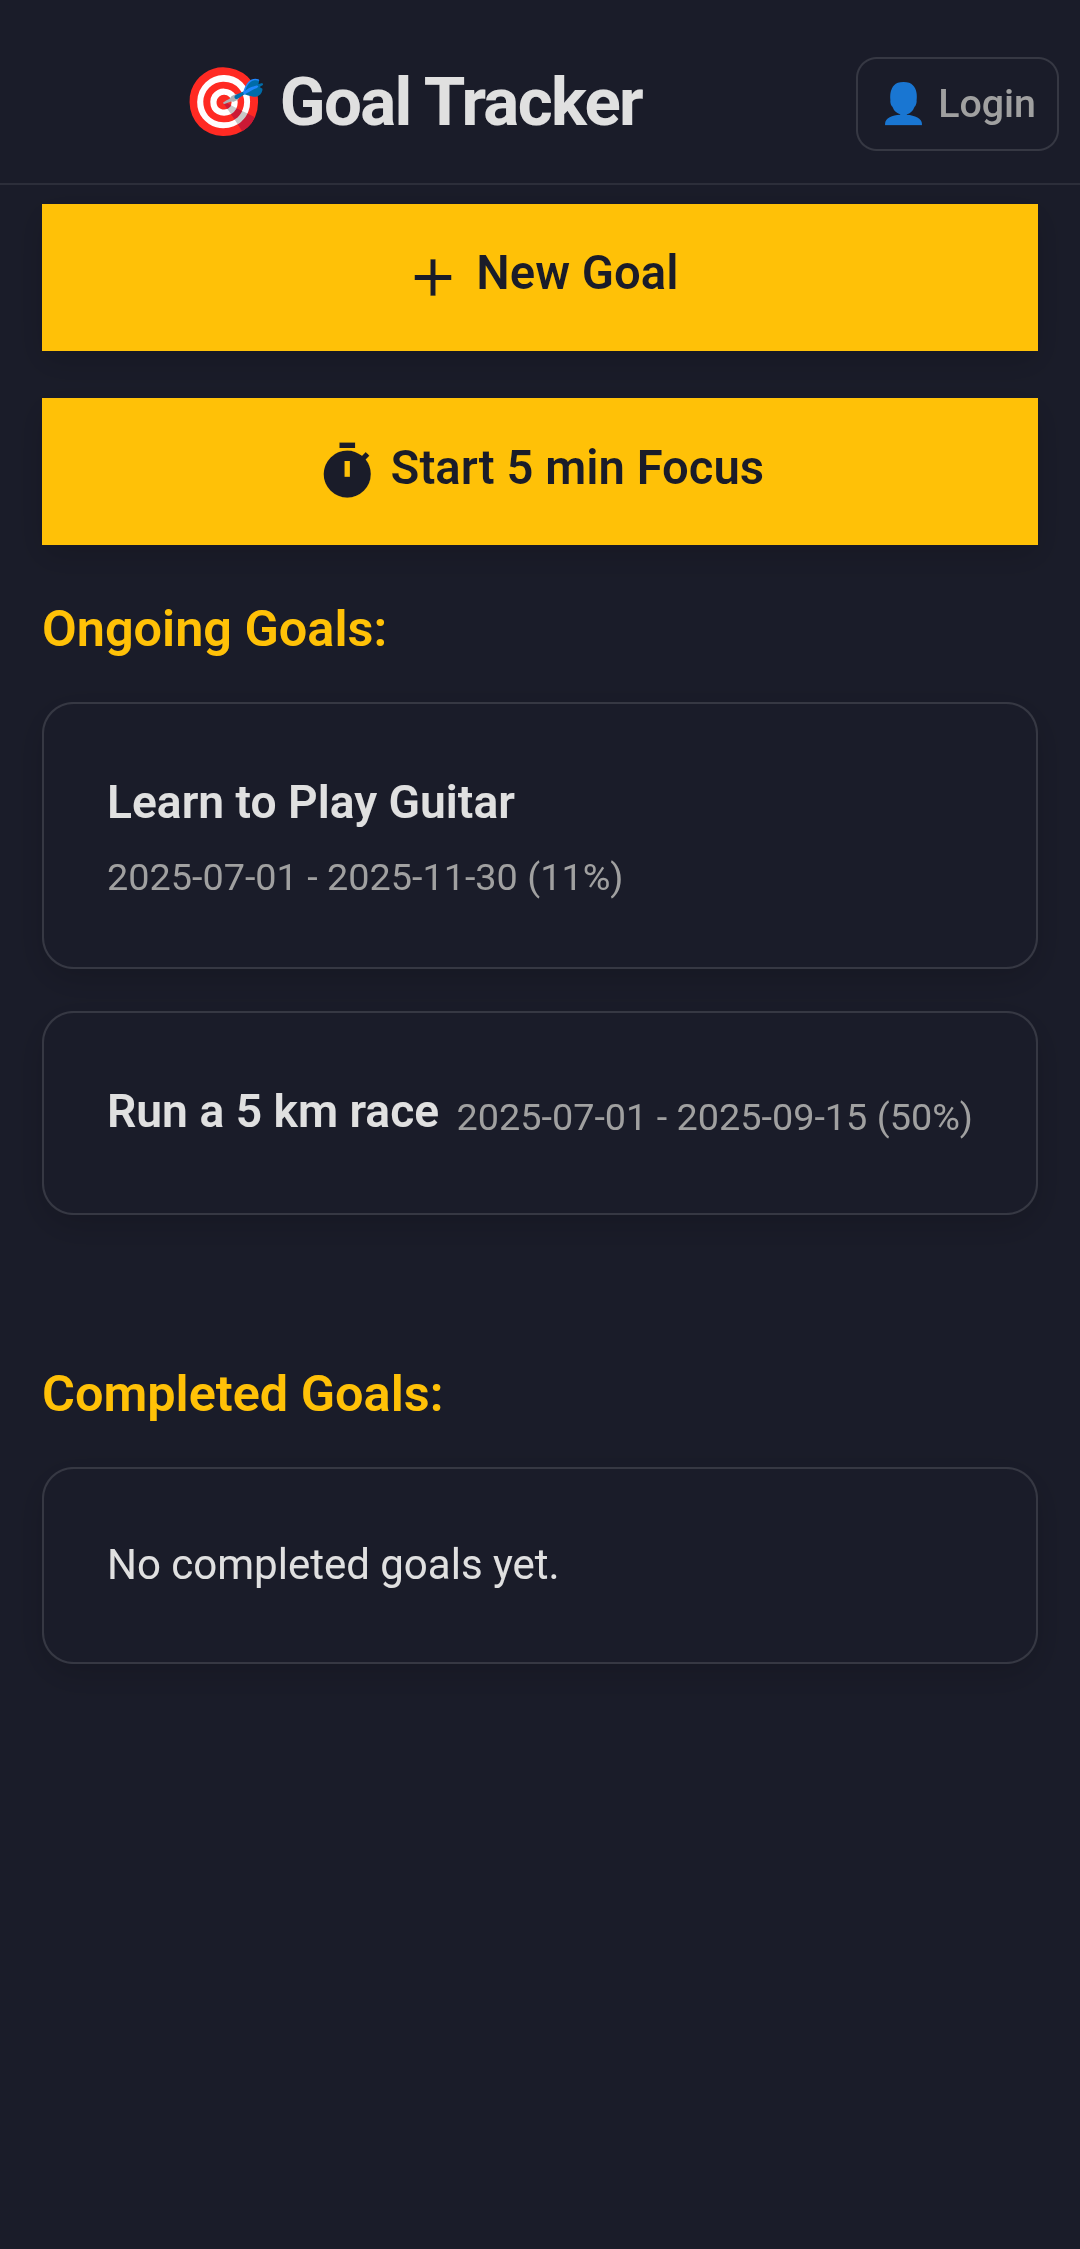 Goal Tracker
Login
+ New Goal
Start 5 min Focus
Ongoing Goals:
Learn to Play Guitar
2025-07-01 - 2025-11-30 (11%)
Run a 5 km race 2025-07-01 - 2025-09-15 (50%)
Completed Goals:
No completed goals yet.